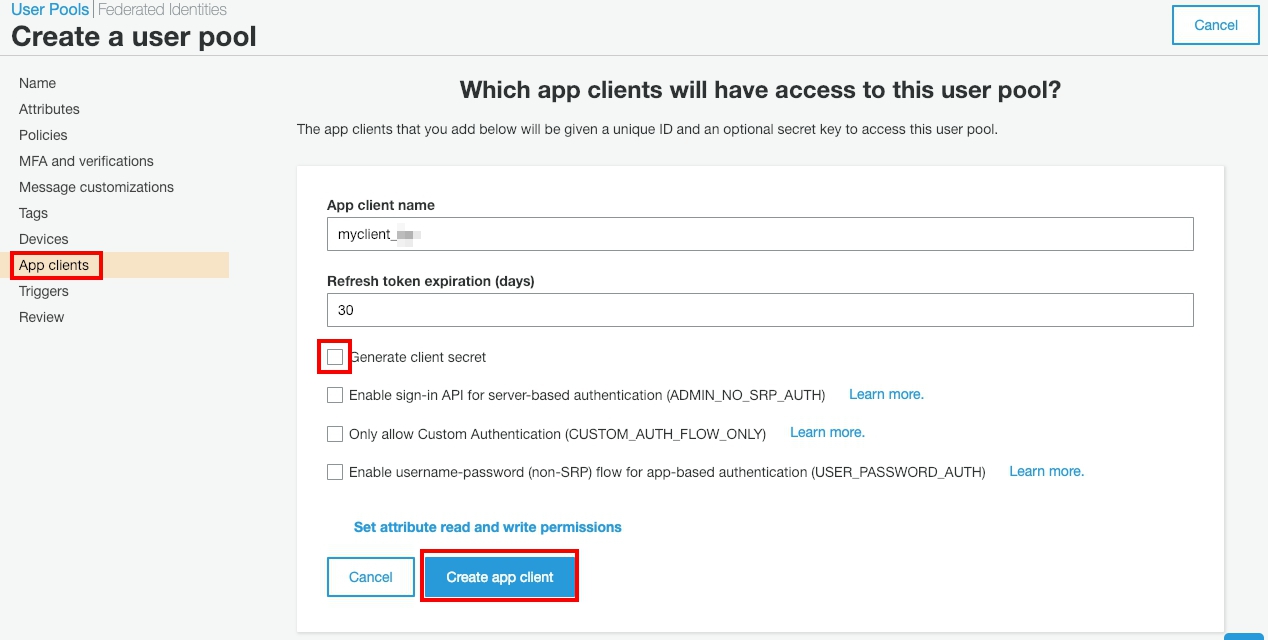 User Pools | Federated Identities
Create a user pool
Cancel
Name
Attributes
Policies
MFA and verifications
Message customizations
Tags
Devices
App clients
Triggers
Review
Which app clients will have access to this user pool?
The app clients that you add below will be given a unique ID and an optional secret key to access this user pool.
App client name
myclient_
Refresh token expiration (days)
30
Generate client secret
Enable sign-in API for server-based authentication (ADMIN_NO_SRP_AUTH) Learn more.
Only allow Custom Authentication (CUSTOM_AUTH_FLOW_ONLY) Learn more.
Enable username-password (non-SRP) flow for app-based authentication (USER_PASSWORD_AUTH) Learn more.
Set attribute read and write permissions
Cancel Create app client